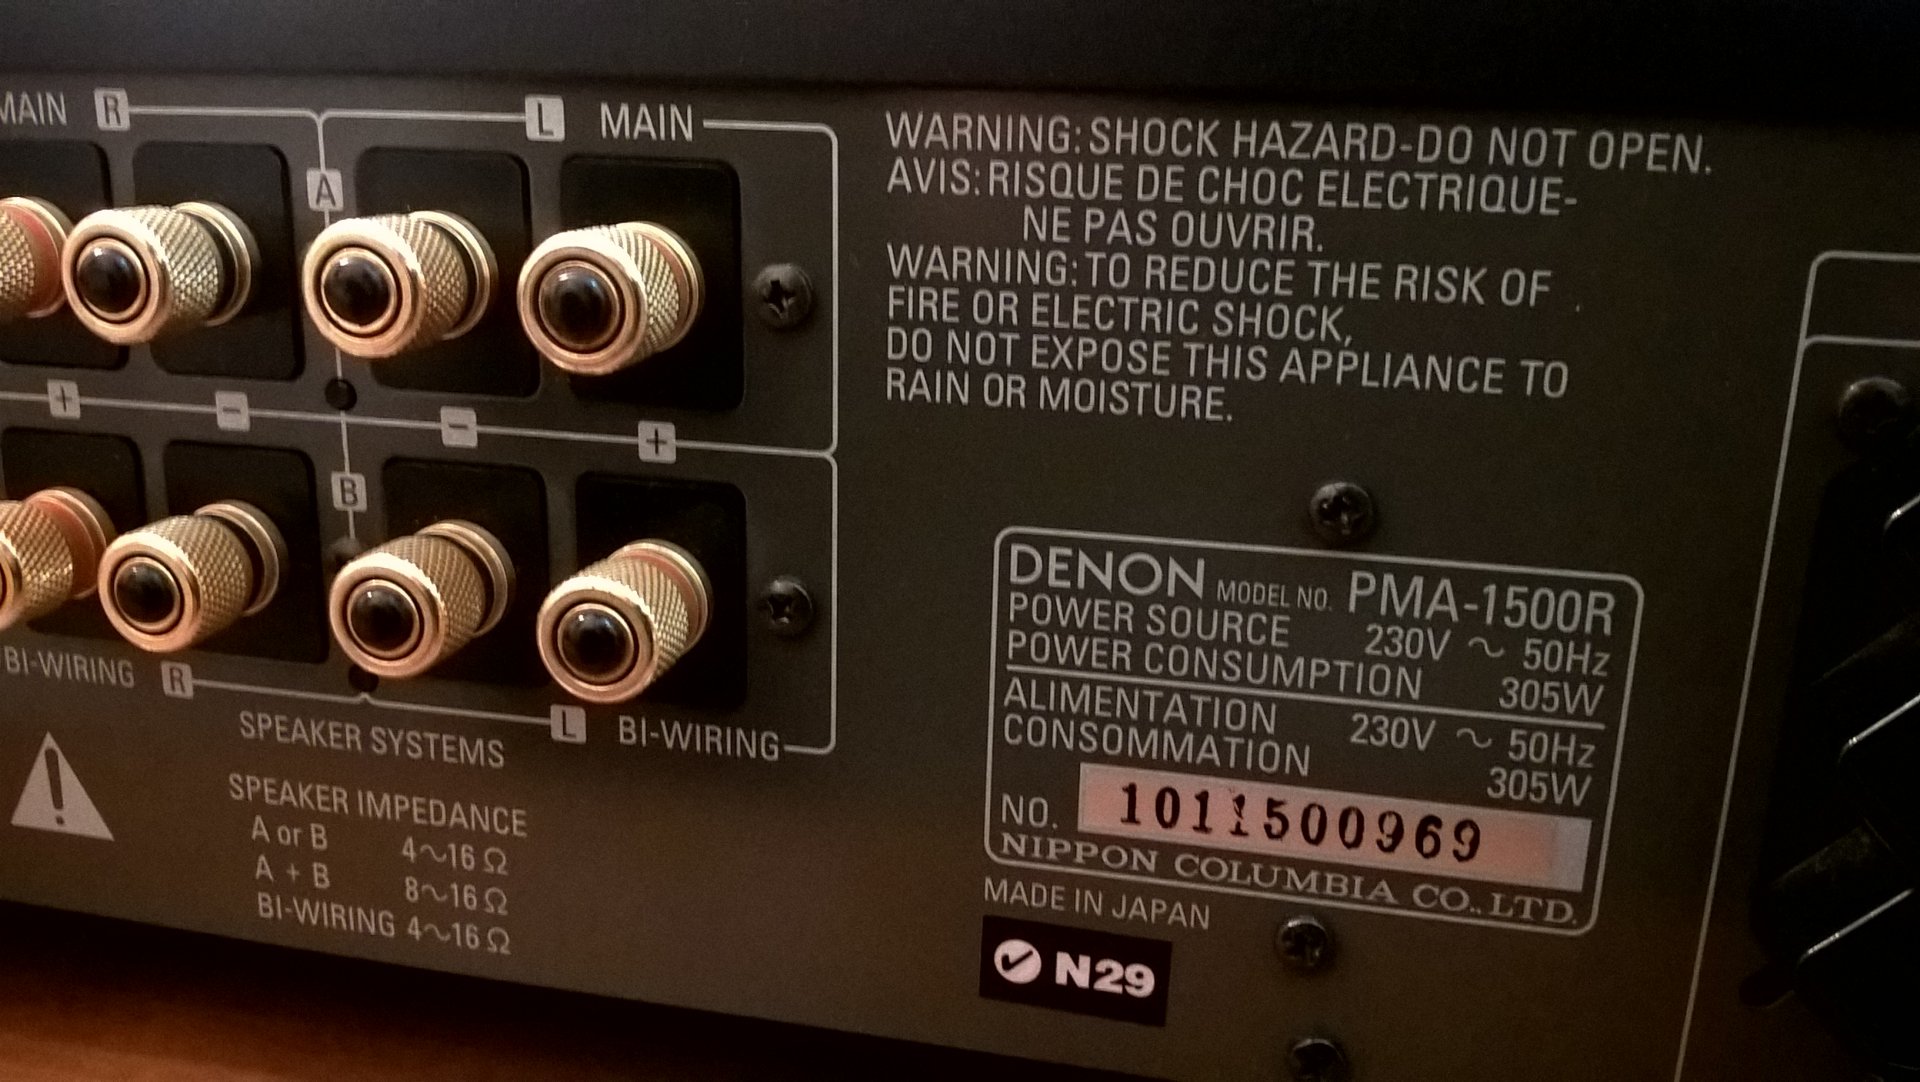 MAIN R
L MAIN
A
+ - - +
B
BI-WIRING R
L BI-WIRING
SPEAKER SYSTEMS
SPEAKER IMPEDANCE
A or B 4~16 Ω
A + B 8~16 Ω
BI-WIRING 4~16 Ω
WARNING: SHOCK HAZARD-DO NOT OPEN.
AVIS: RISQUE DE CHOC ELECTRIQUE-
NE PAS OUVRIR.
WARNING: TO REDUCE THE RISK OF
FIRE OR ELECTRIC SHOCK,
DO NOT EXPOSE THIS APPLIANCE TO
RAIN OR MOISTURE.
DENON MODEL NO. PMA-1500R
POWER SOURCE 230V ~ 50Hz
POWER CONSUMPTION 305W
ALIMENTATION 230V ~ 50Hz
CONSOMMATION 305W
NO. 1011500969
NIPPON COLUMBIA CO., LTD.
MADE IN JAPAN
N29